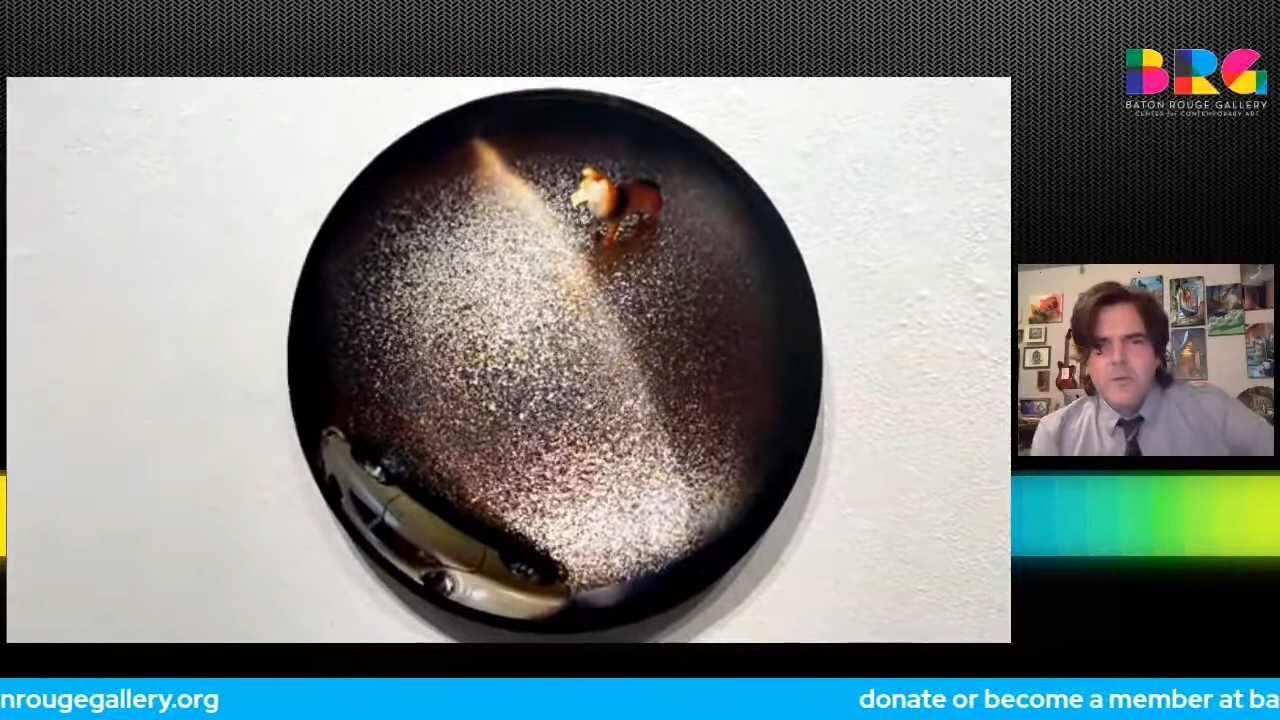 BRG
BATON ROUGE GALLERY
CENTER for CONTEMPORARY ART
nrougegallery.org
donate or become a member at ba